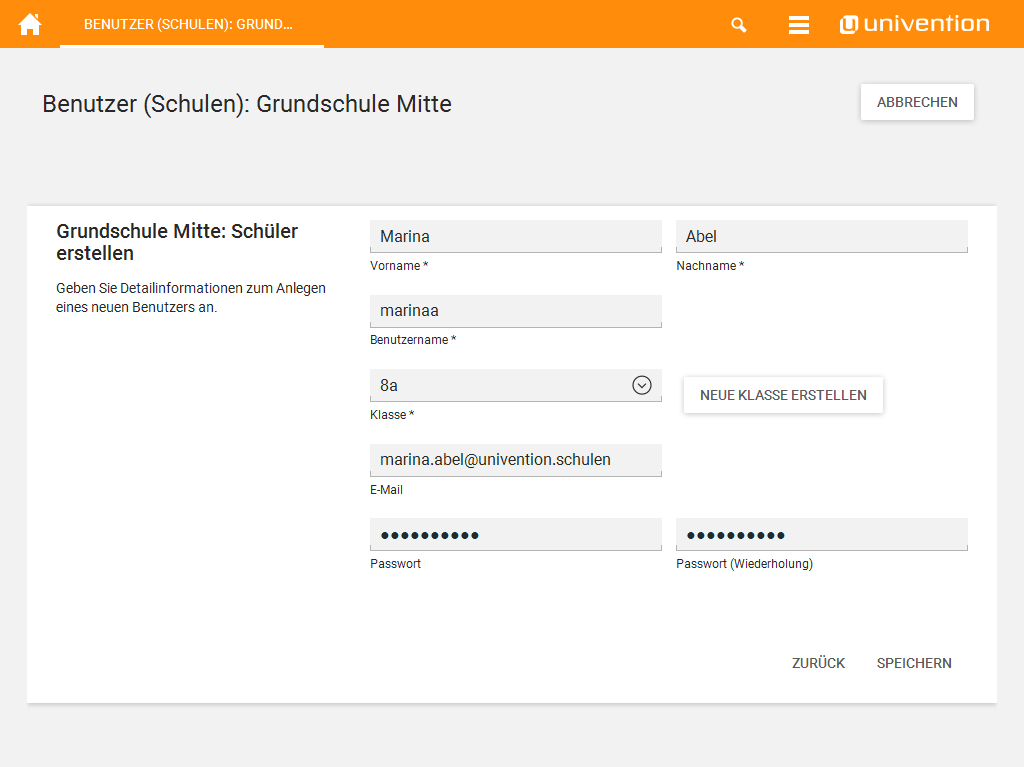 BENUTZER (SCHULEN): GRUND...
univention
Benutzer (Schulen): Grundschule Mitte
ABBRECHEN
Grundschule Mitte: Schüler
erstellen
Geben Sie Detailinformationen zum Anlegen
eines neuen Benutzers an.
Marina
Abel
Vorname *
Nachname *
marinaa
Benutzername *
8a
NEUE KLASSE ERSTELLEN
Klasse *
marina.abel@univention.schulen
E-Mail
●●●●●●●●●●
●●●●●●●●●●
Passwort
Passwort (Wiederholung)
ZURÜCK
SPEICHERN